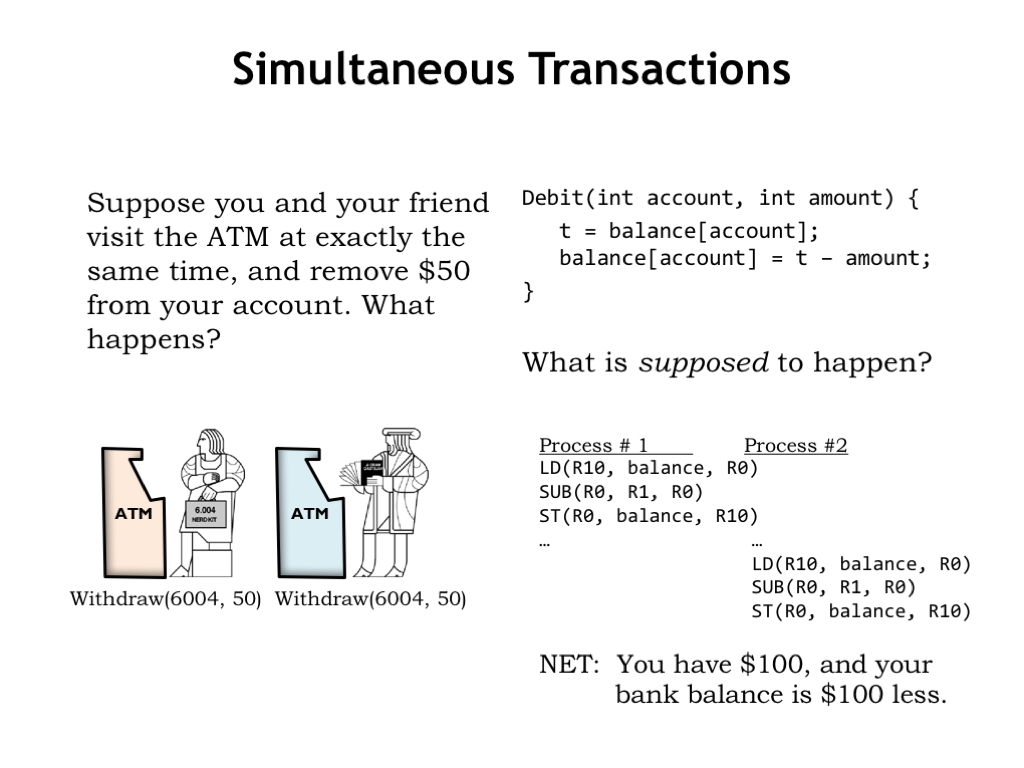 Simultaneous Transactions
Suppose you and your friend
visit the ATM at exactly the
same time, and remove $50
from your account. What
happens?
ATM
6.004
NERD KIT
ATM
Withdraw(6004, 50) Withdraw(6004, 50)
Debit(int account, int amount) {
t = balance[account];
balance[account] = t – amount;
}
What is supposed to happen?
Process # 1 Process #2
LD(R10, balance, R0)
SUB(R0, R1, R0)
ST(R0, balance, R10)
… …
LD(R10, balance, R0)
SUB(R0, R1, R0)
ST(R0, balance, R10)
NET: You have $100, and your
bank balance is $100 less.